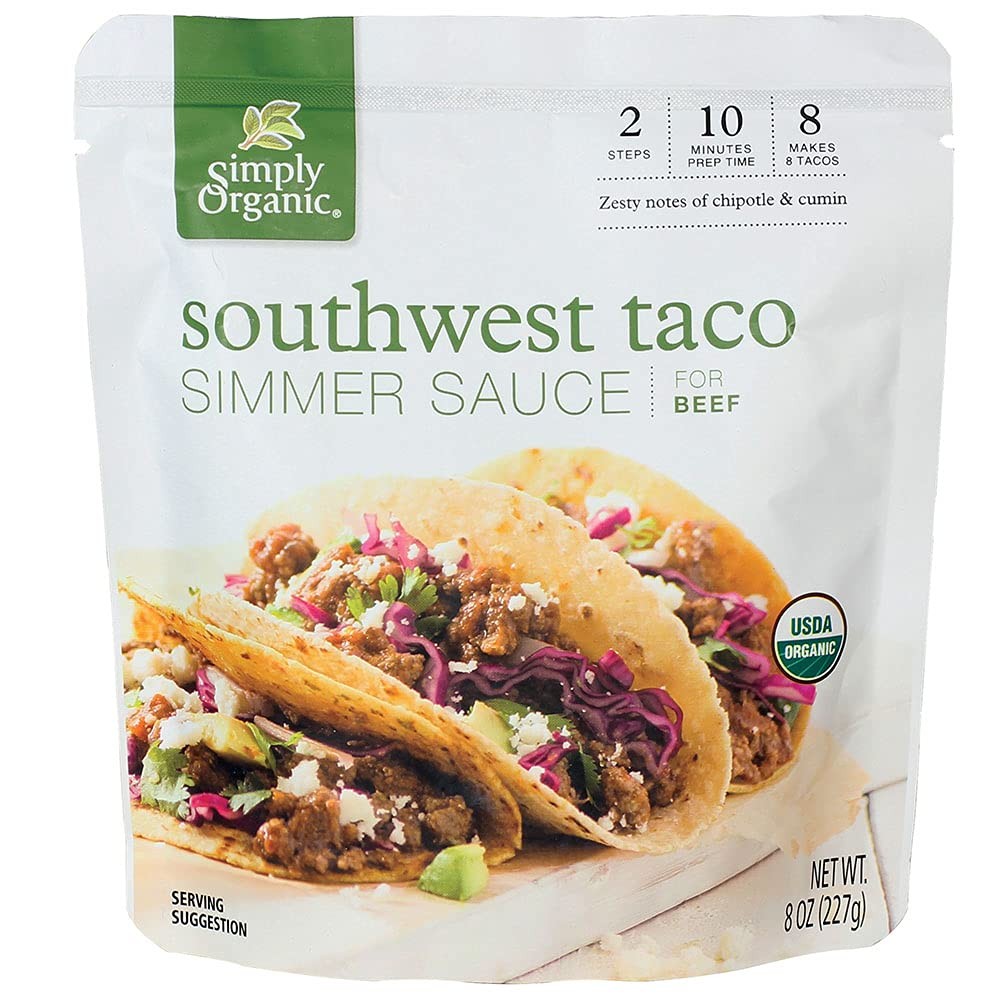 Simply
Organic®
2
STEPS
10
MINUTES
PREP TIME
8
MAKES
8 TACOS
Zesty notes of chipotle & cumin
southwest taco
SIMMER SAUCE
FOR
BEEF
USDA
ORGANIC
SERVING
SUGGESTION
NET WT.
8 OZ (227g)